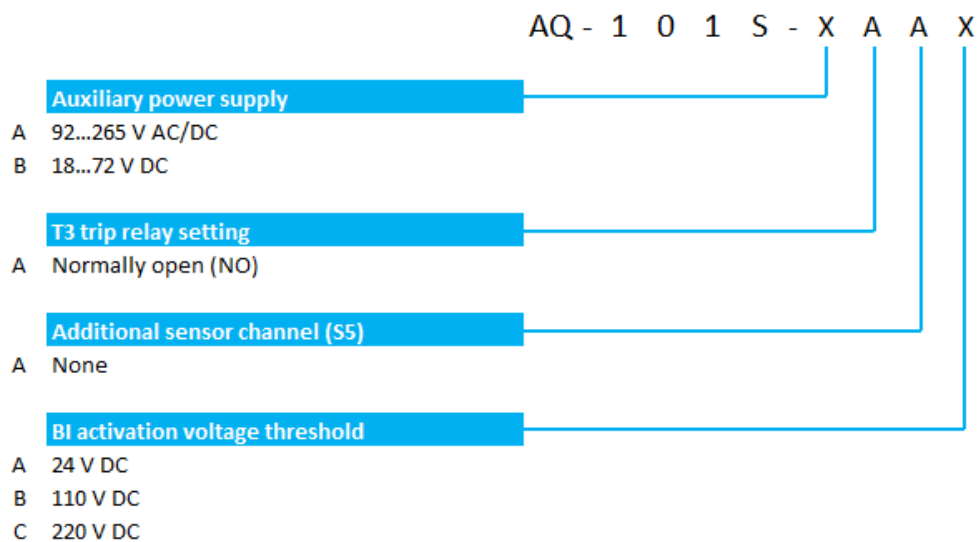 AQ - 1 0 1 S - X A A X
Auxiliary power supply
A 92...265 V AC/DC
B 18...72 V DC
T3 trip relay setting
A Normally open (NO)
Additional sensor channel (S5)
A None
BI activation voltage threshold
A 24 V DC
B 110 V DC
C 220 V DC